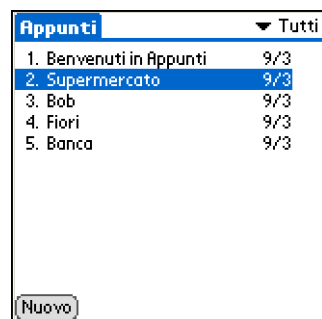 Appunti Tutti
1. Benvenuti in Appunti 9/3
2. Supermercato 9/3
3. Bob 9/3
4. Fiori 9/3
5. Banca 9/3
Nuovo